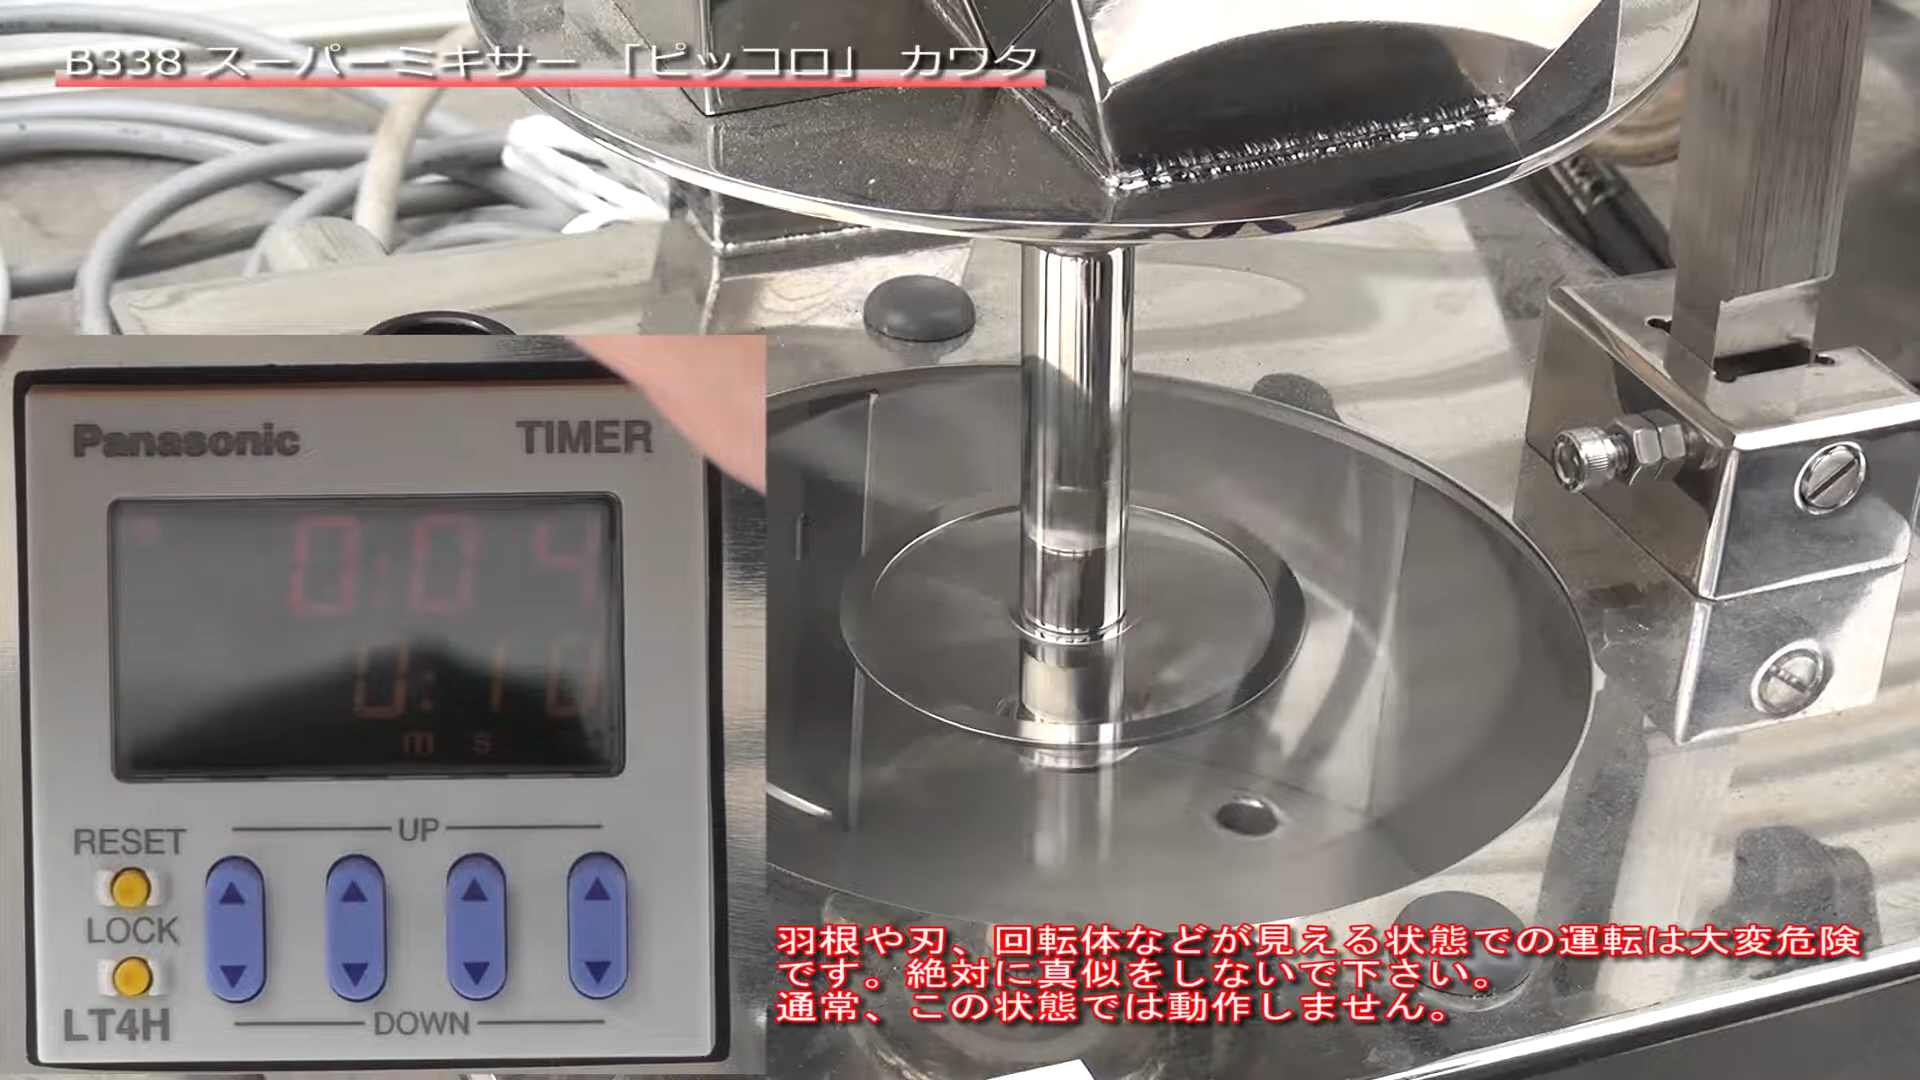 B338 スーパーミキサー 「ピッコロ」 カワタ
Panasonic TIMER
0:04
0:10
m s
UP
RESET
LOCK
DOWN
LT4H
羽根や刃、回転体などが見える状態での運転は大変危険
です。絶対に真似をしないで下さい。
通常、この状態では動作しません。